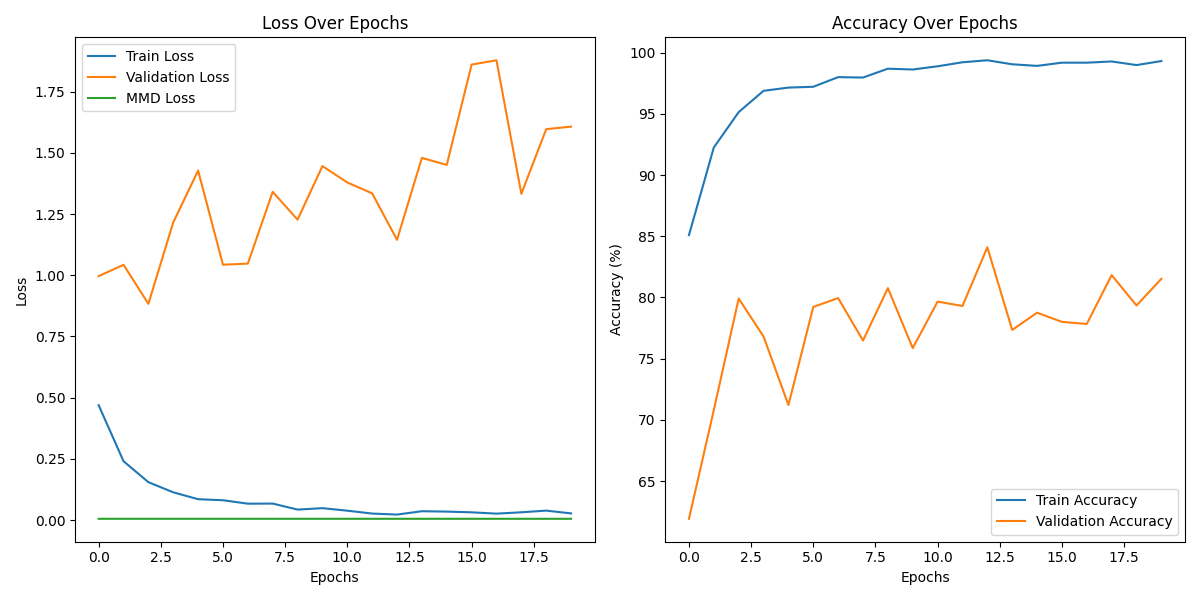 Loss Over Epochs
Train Loss
Validation Loss
MMD Loss
1.75
1.50
1.25
1.00
0.75
0.50
0.25
0.00
Loss
0.0 2.5 5.0 7.5 10.0 12.5 15.0 17.5
Epochs
Accuracy Over Epochs
100
95
90
85
80
75
70
65
Accuracy (%)
Train Accuracy
Validation Accuracy
0.0 2.5 5.0 7.5 10.0 12.5 15.0 17.5
Epochs